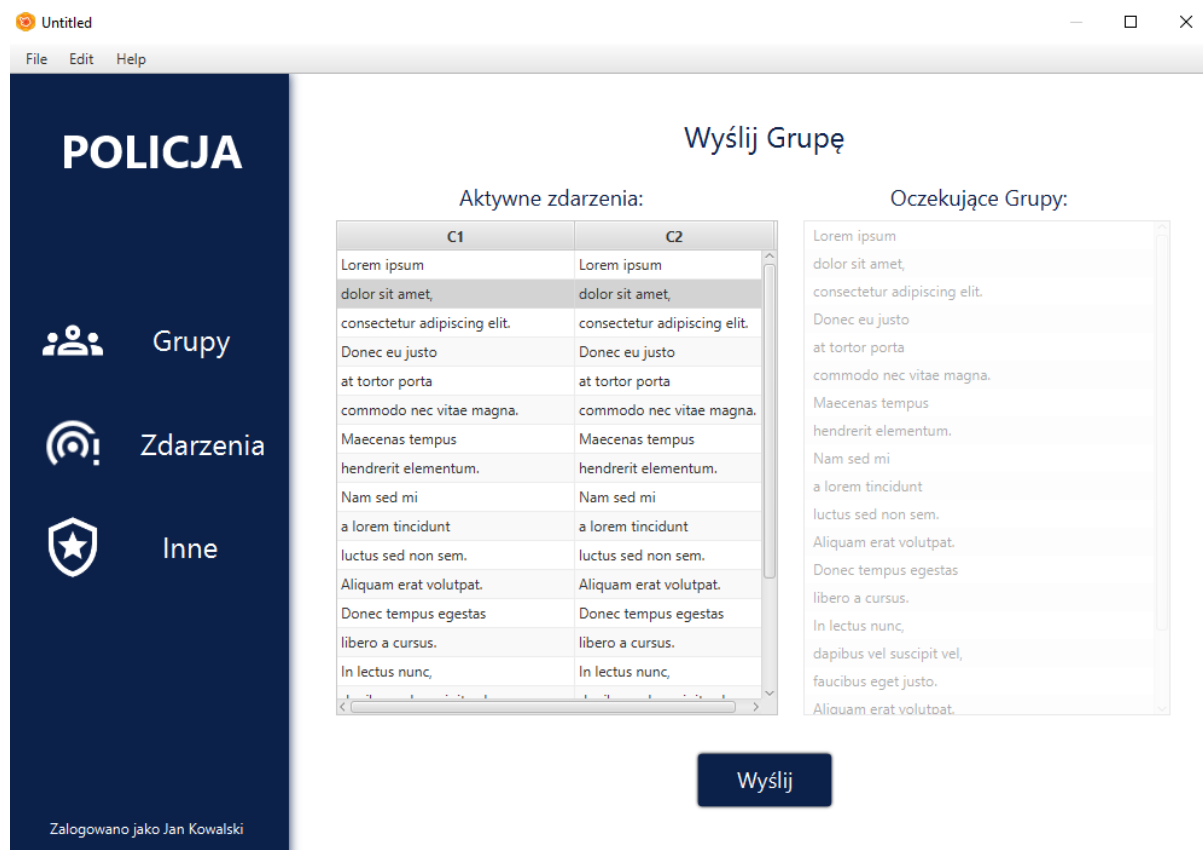 Untitled
File Edit Help
POLICJA
Grupy
Zdarzenia
Inne
Zalogowano jako Jan Kowalski
Wyślij Grupę
Aktywne zdarzenia:
C1 C2
Lorem ipsum Lorem ipsum
dolor sit amet, dolor sit amet,
consectetur adipiscing elit. consectetur adipiscing elit.
Donec eu justo Donec eu justo
at tortor porta at tortor porta
commodo nec vitae magna. commodo nec vitae magna.
Maecenas tempus Maecenas tempus
hendrerit elementum. hendrerit elementum.
Nam sed mi Nam sed mi
a lorem tincidunt a lorem tincidunt
luctus sed non sem. luctus sed non sem.
Aliquam erat volutpat. Aliquam erat volutpat.
Donec tempus egestas Donec tempus egestas
libero a cursus. libero a cursus.
In lectus nunc, In lectus nunc,
Oczekujące Grupy:
Lorem ipsum
dolor sit amet,
consectetur adipiscing elit.
Donec eu justo
at tortor porta
commodo nec vitae magna.
Maecenas tempus
hendrerit elementum.
Nam sed mi
a lorem tincidunt
luctus sed non sem.
Aliquam erat volutpat.
Donec tempus egestas
libero a cursus.
In lectus nunc,
dapibus vel suscipit vel,
faucibus eget justo.
Aliquam erat volutpat.
Wyślij